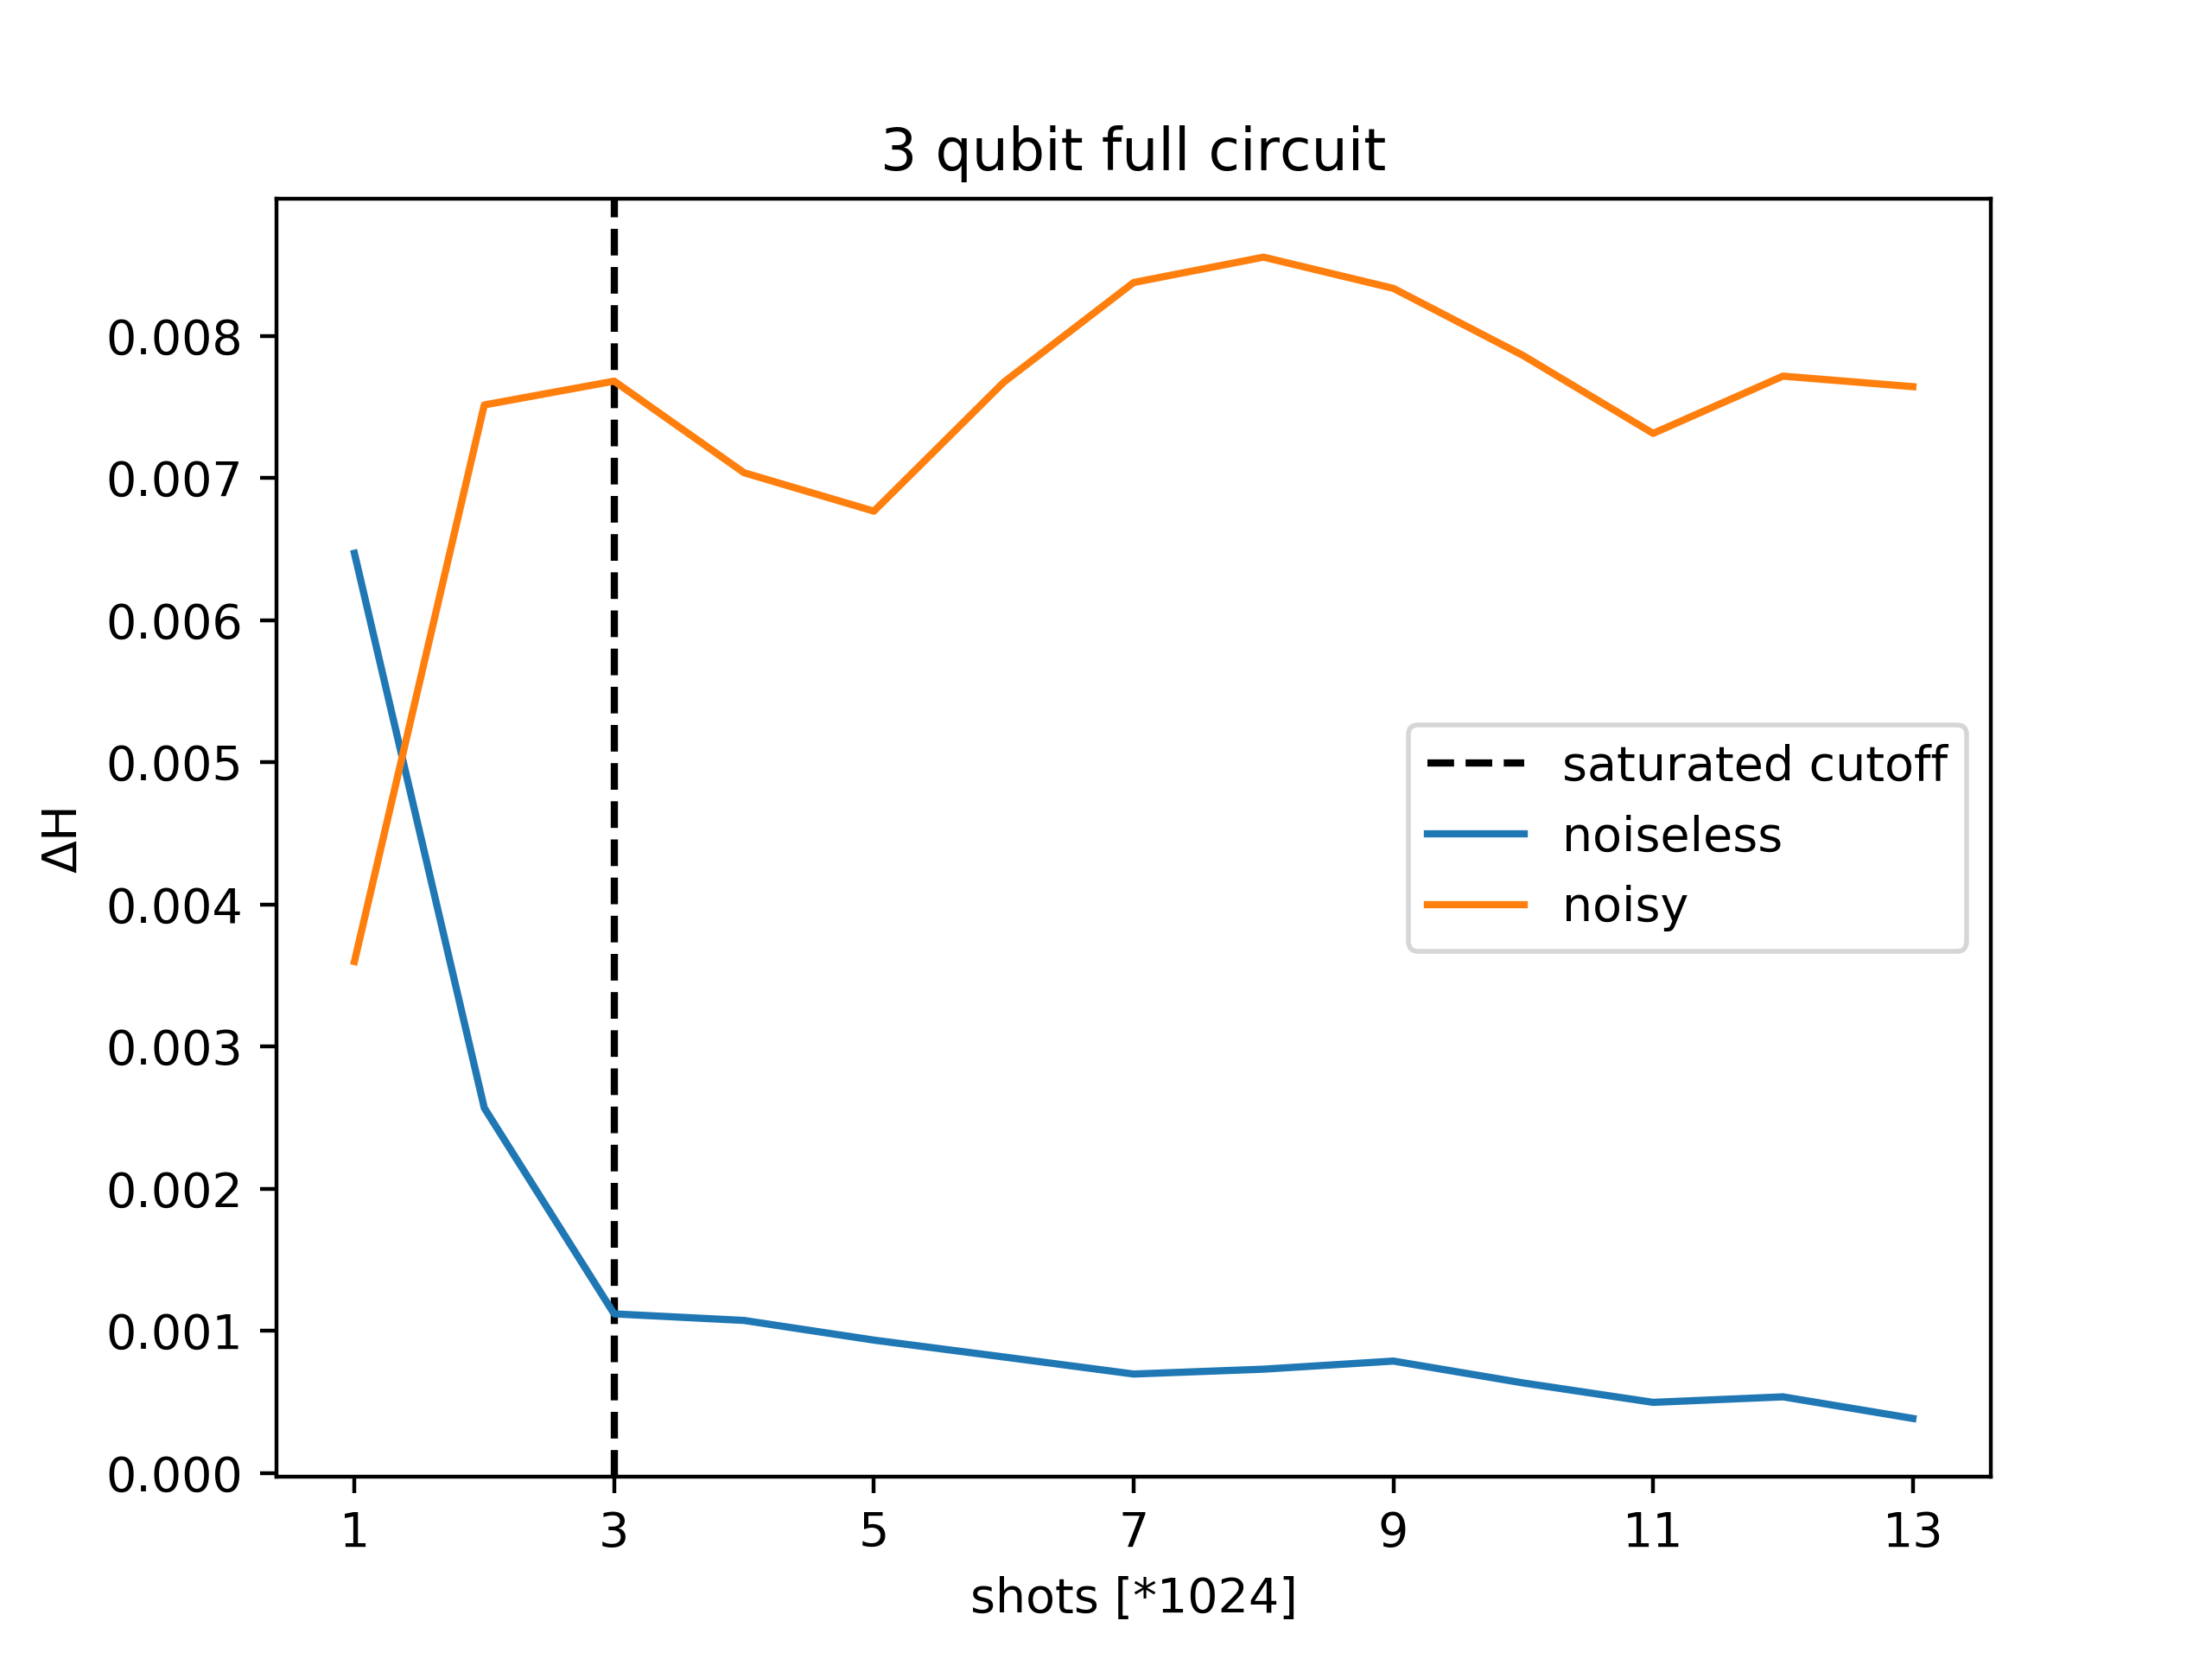 3 qubit full circuit
0.008
0.007
0.006
0.005
0.004
0.003
0.002
0.001
0.000
ΔH
saturated cutoff
noiseless
noisy
1 3 5 7 9 11 13
shots [*1024]